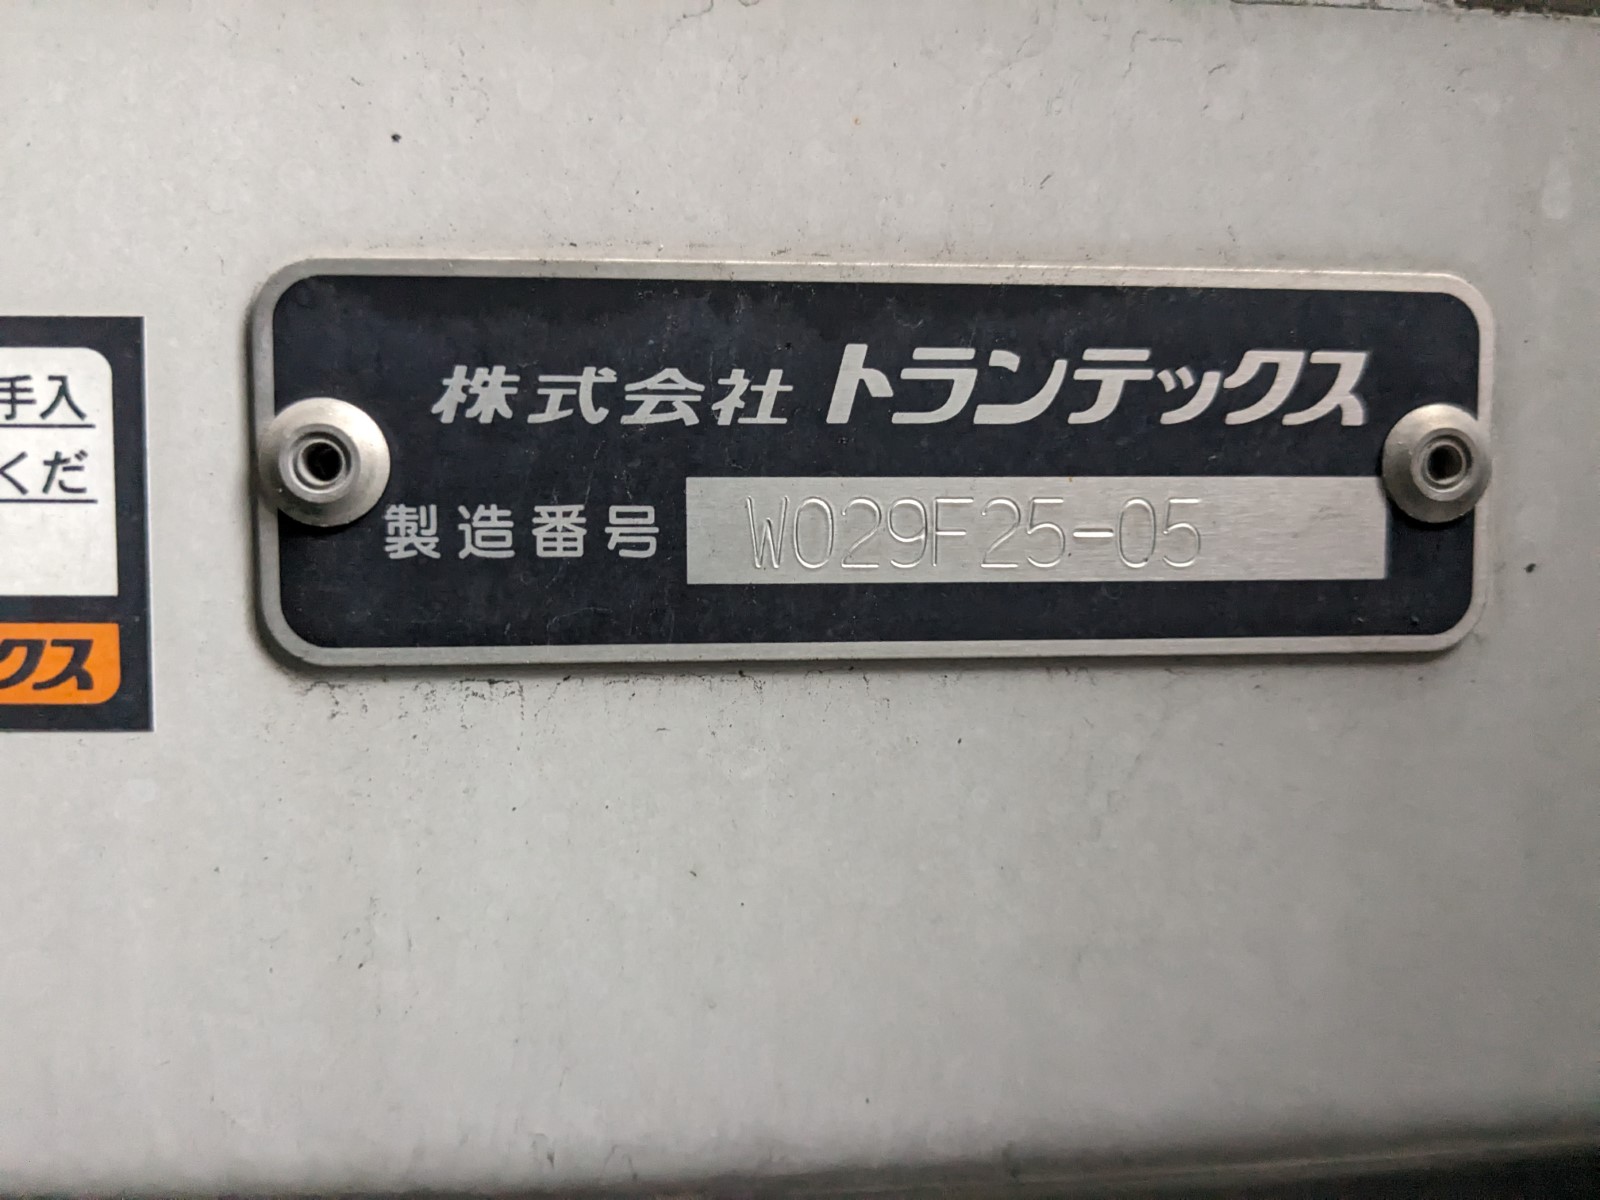 株式会社 トランテックス
製造番号 W029F25-05
手入
くだ
クス